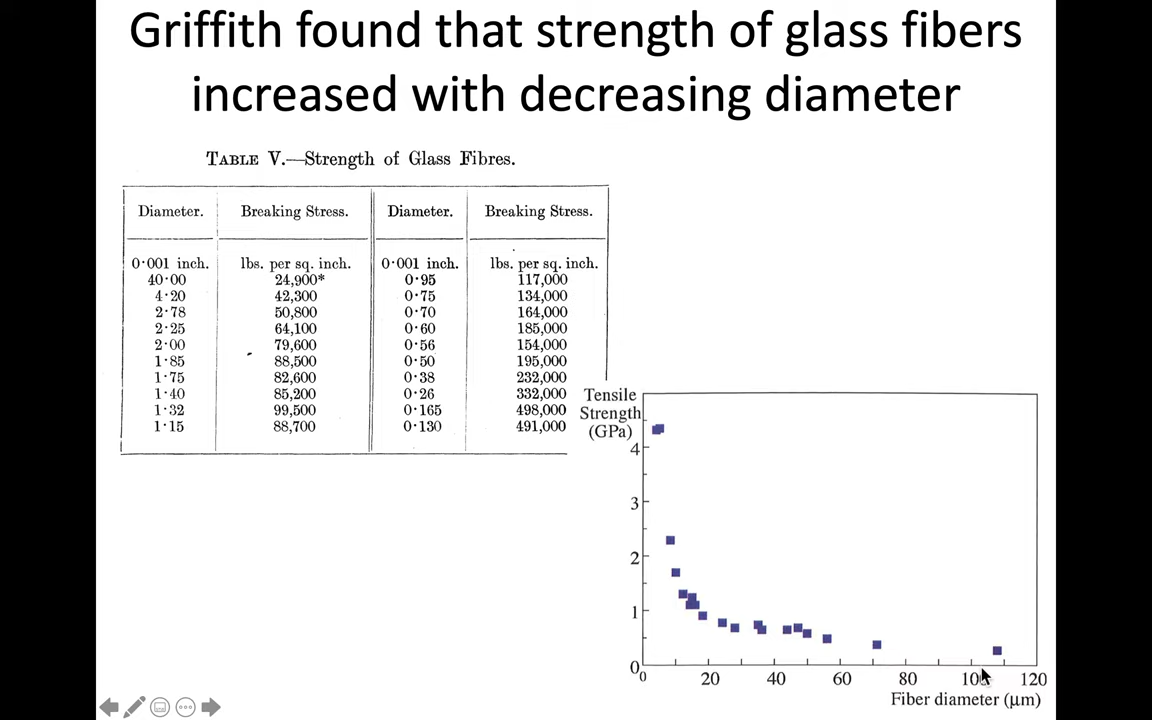 Griffith found that strength of glass fibers
increased with decreasing diameter
TABLE V.—Strength of Glass Fibres.
Diameter. Breaking Stress. Diameter. Breaking Stress.
0·001 inch. lbs. per sq. inch. 0·001 inch. lbs. per sq. inch.
40·00 24,900* 0·95 117,000
4·20 42,300 0·75 134,000
2·78 50,800 0·70 164,000
2·25 64,100 0·60 185,000
2·00 79,600 0·56 154,000
1·85 88,500 0·50 195,000
1·75 82,600 0·38 232,000
1·40 85,200 0·26 332,000
1·32 99,500 0·165 498,000
1·15 88,700 0·130 491,000
Tensile
Strength
(GPa)
4
3
2
1
0
0 20 40 60 80 100 120
Fiber diameter (μm)